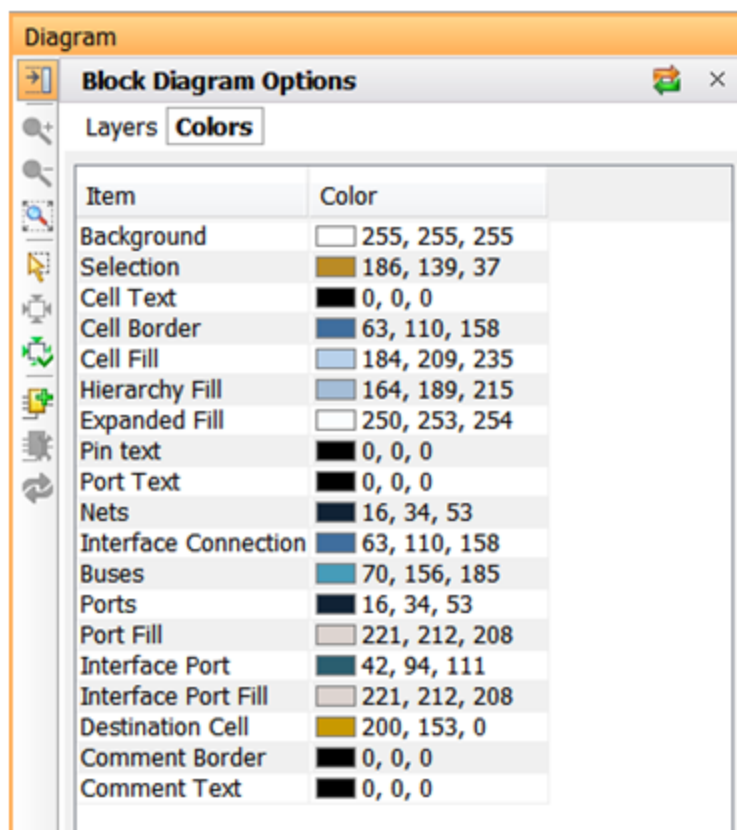 Diagram
Block Diagram Options
Layers Colors
Item Color
Background 255, 255, 255
Selection 186, 139, 37
Cell Text 0, 0, 0
Cell Border 63, 110, 158
Cell Fill 184, 209, 235
Hierarchy Fill 164, 189, 215
Expanded Fill 250, 253, 254
Pin text 0, 0, 0
Port Text 0, 0, 0
Nets 16, 34, 53
Interface Connection 63, 110, 158
Buses 70, 156, 185
Ports 16, 34, 53
Port Fill 221, 212, 208
Interface Port 42, 94, 111
Interface Port Fill 221, 212, 208
Destination Cell 200, 153, 0
Comment Border 0, 0, 0
Comment Text 0, 0, 0